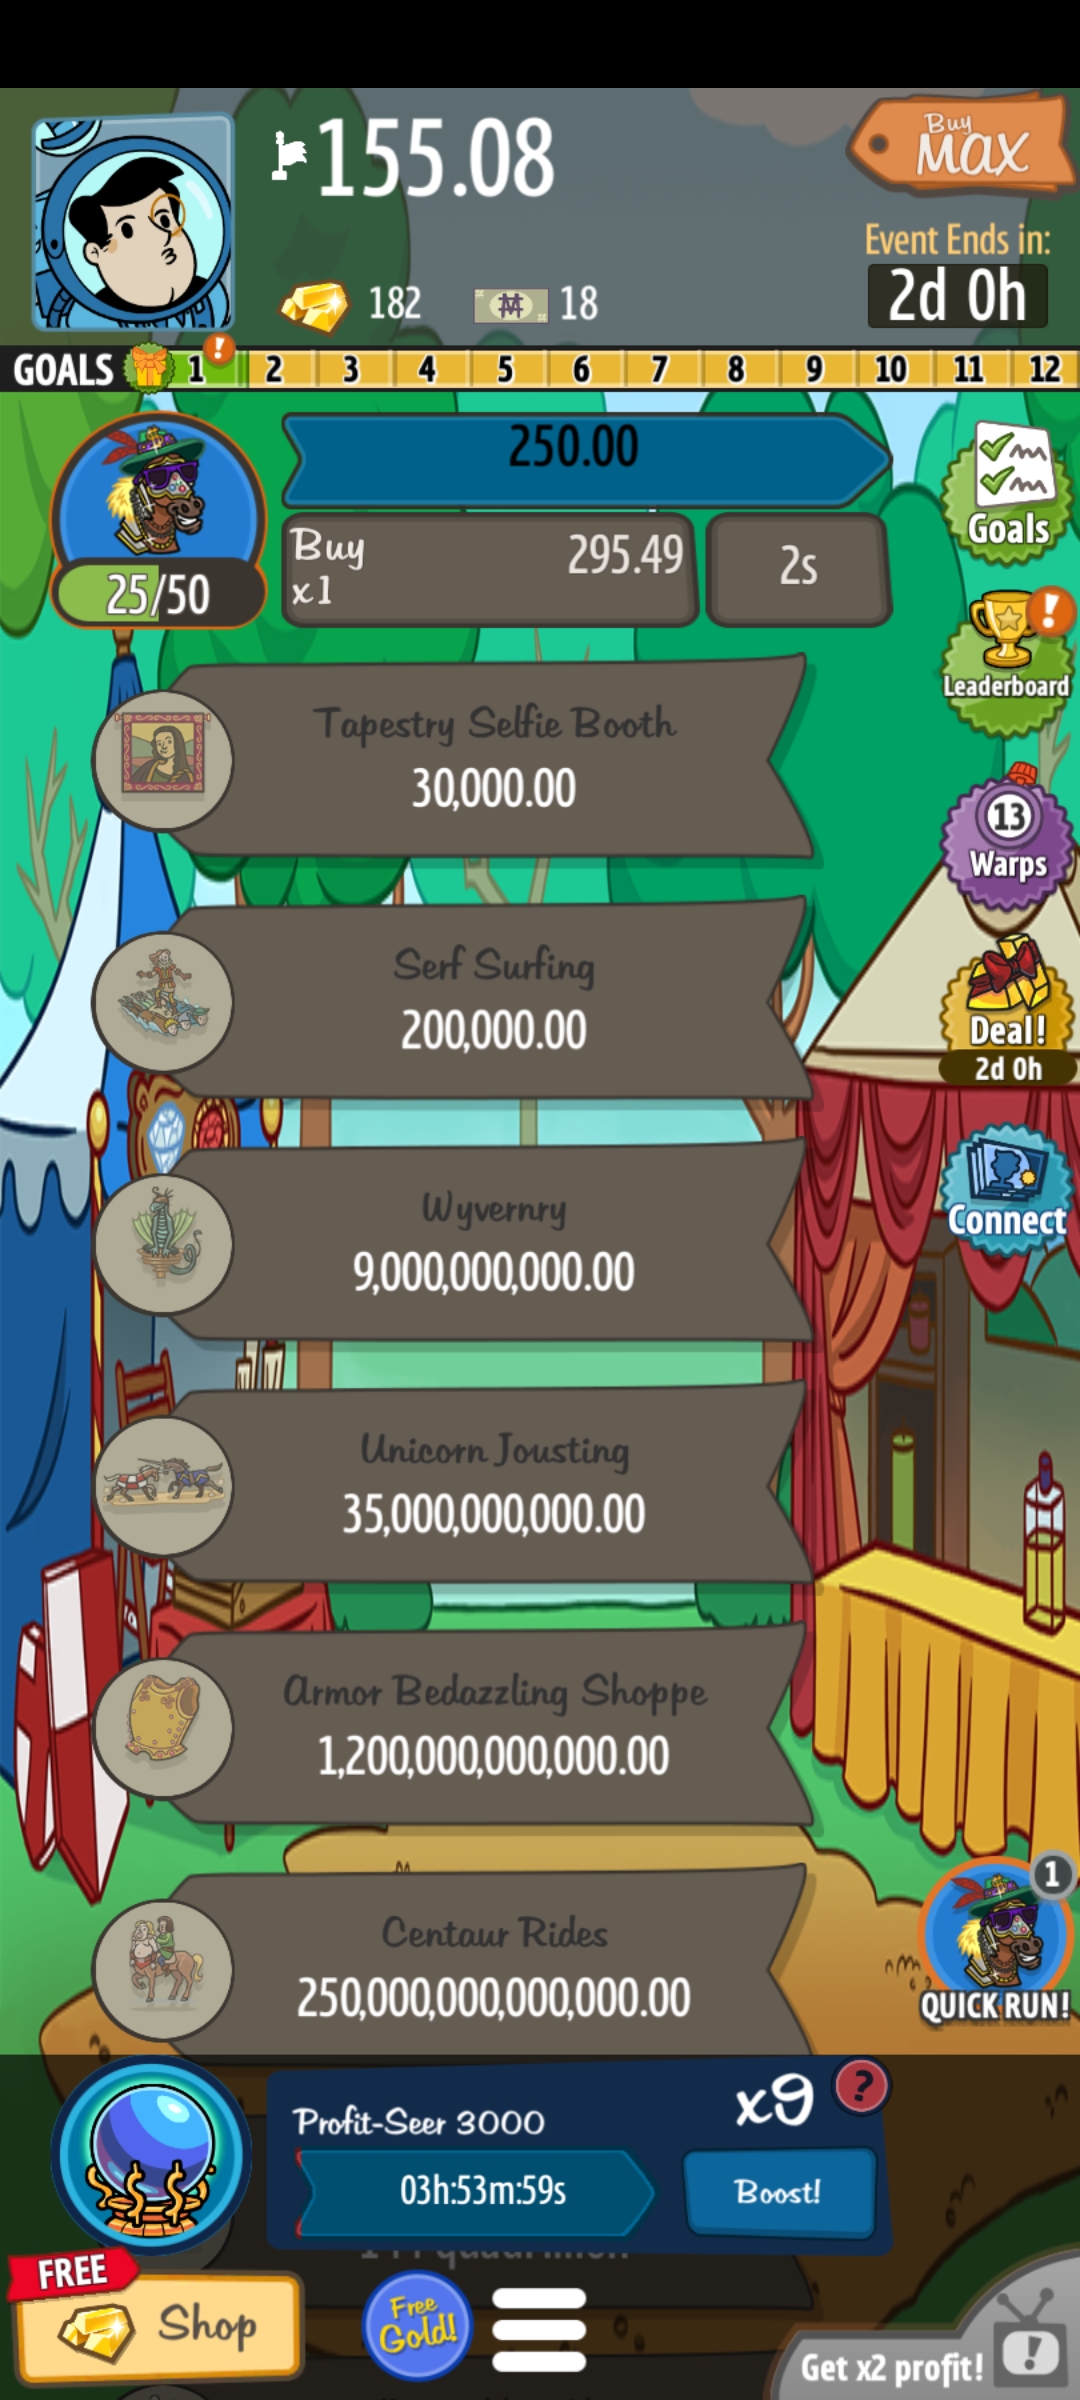 155.08
Buy
MAX
Event Ends in:
2d 0h
182
18
GOALS 1 ! 2 3 4 5 6 7 8 9 10 11 12
250.00
25/50
Buy
x1
295.49
2s
Goals
!
Leaderboard
Tapestry Selfie Booth
30,000.00
13
Warps
Serf Surfing
200,000.00
Deal!
2d 0h
Wyvernry
9,000,000,000.00
Connect
Unicorn Jousting
35,000,000,000.00
Armor Bedazzling Shoppe
1,200,000,000,000.00
Centaur Rides
250,000,000,000,000.00
1
QUICK RUN!
Profit-Seer 3000
x9
?
03h:53m:59s
Boost!
FREE
Shop
Free
Gold!
Get x2 profit!
!